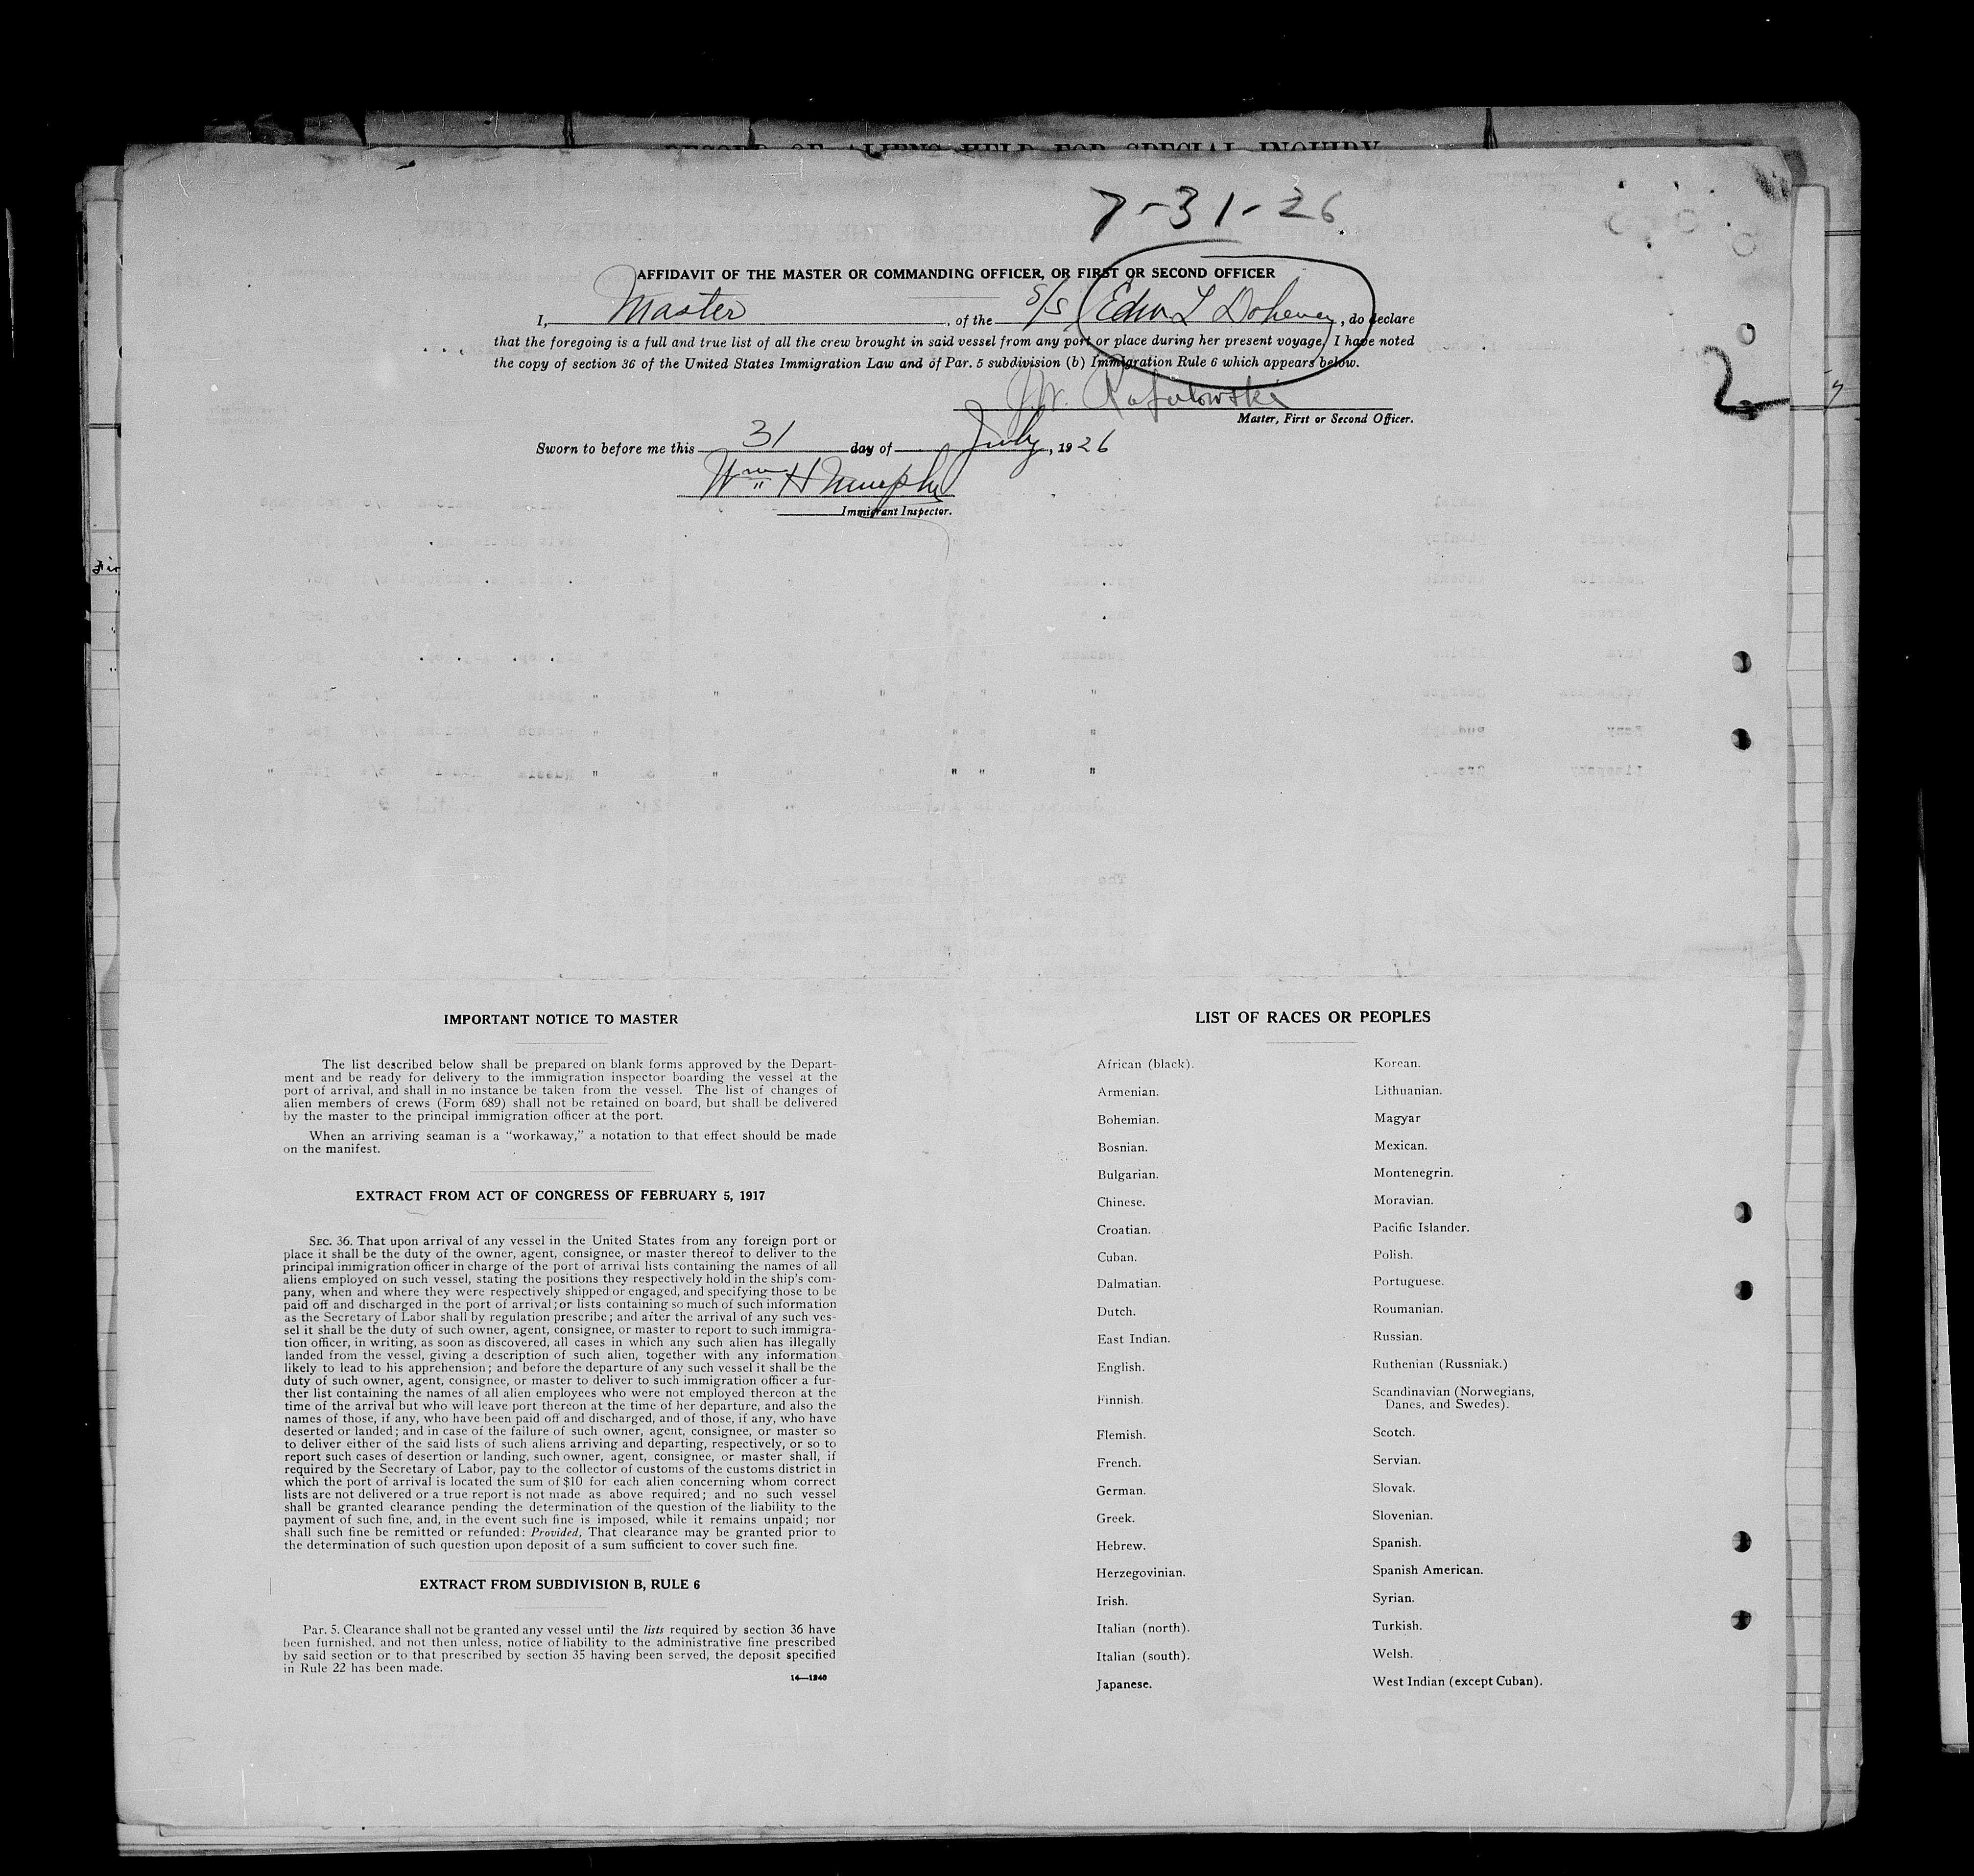 RECORD OF ALIENS HELD FOR SPECIAL INQUIRY
7-31-26
AFFIDAVIT OF THE MASTER OR COMMANDING OFFICER, OR FIRST OR SECOND OFFICER
I, Master, of the S/S Edw L Doheney, do declare
that the foregoing is a full and true list of all the crew brought in said vessel from any port or place during her present voyage. I have noted
the copy of section 36 of the United States Immigration Law and of Par. 5 subdivision (b) Immigration Rule 6 which appears below.
2
J.W.
Master, First or Second Officer.
Sworn to before me this 31 day of July, 1926
Wm H Murphy
Immigrant Inspector.
IMPORTANT NOTICE TO MASTER
The list described below shall be prepared on blank forms approved by the Depart-
ment and be ready for delivery to the immigration inspector boarding the vessel at the
port of arrival, and shall in no instance be taken from the vessel. The list of changes of
alien members of crews (Form 689) shall not be retained on board, but shall be delivered
by the master to the principal immigration officer at the port.
When an arriving seaman is a "workaway," a notation to that effect should be made
on the manifest.
EXTRACT FROM ACT OF CONGRESS OF FEBRUARY 5, 1917
SEC. 36. That upon arrival of any vessel in the United States from any foreign port or
place it shall be the duty of the owner, agent, consignee, or master thereof to deliver to the
principal immigration officer in charge of the port of arrival lists containing the names of all
aliens employed on such vessel, stating the positions they respectively hold in the ship's com-
pany, when and where they were respectively shipped or engaged, and specifying those to be
paid off and discharged in the port of arrival; or lists containing so much of such information
as the Secretary of Labor shall by regulation prescribe; and after the arrival of any such ves-
sel it shall be the duty of such owner, agent, consignee, or master to report to such immigra-
tion officer, in writing, as soon as discovered, all cases in which any such alien has illegally
landed from the vessel, giving a description of such alien, together with any information
likely to lead to his apprehension; and before the departure of any such vessel it shall be the
duty of such owner, agent, consignee, or master to deliver to such immigration officer a fur-
ther list containing the names of all alien employees who were not employed thereon at the
time of the arrival but who will leave port thereon at the time of her departure, and also the
names of those, if any, who have been paid off and discharged, and of those, if any, who have
deserted or landed; and in case of the failure of such owner, agent, consignee, or master so
to deliver either of the said lists of such aliens arriving and departing, respectively, or so to
report such cases of desertion or landing, such owner, agent, consignee, or master shall, if
required by the Secretary of Labor, pay to the collector of customs of the customs district in
which the port of arrival is located the sum of $10 for each alien concerning whom correct
lists are not delivered or a true report is not made as above required; and no such vessel
shall be granted clearance pending the determination of the question of the liability to the
payment of such fine, and, in the event such fine is imposed, while it remains unpaid; nor
shall such fine be remitted or refunded: Provided, That clearance may be granted prior to
the determination of such question upon deposit of a sum sufficient to cover such fine.
EXTRACT FROM SUBDIVISION B, RULE 6
Par. 5. Clearance shall not be granted any vessel until the lists required by section 36 have
been furnished, and not then unless, notice of liability to the administrative fine prescribed
by said section or to that prescribed by section 35 having been served, the deposit specified
in Rule 22 has been made.
14—1240
LIST OF RACES OR PEOPLES
African (black).
Armenian.
Bohemian.
Bosnian.
Bulgarian.
Chinese.
Croatian.
Cuban.
Dalmatian.
Dutch.
East Indian.
English.
Finnish.
Flemish.
French.
German.
Greek.
Hebrew.
Herzegovinian.
Irish.
Italian (north).
Italian (south).
Japanese.
Korean.
Lithuanian.
Magyar
Mexican.
Montenegrin.
Moravian.
Pacific Islander.
Polish.
Portuguese.
Roumanian.
Russian.
Ruthenian (Russniak.)
Scandinavian (Norwegians,
Danes, and Swedes).
Scotch.
Servian.
Slovak.
Slovenian.
Spanish.
Spanish American.
Syrian.
Turkish.
Welsh.
West Indian (except Cuban).